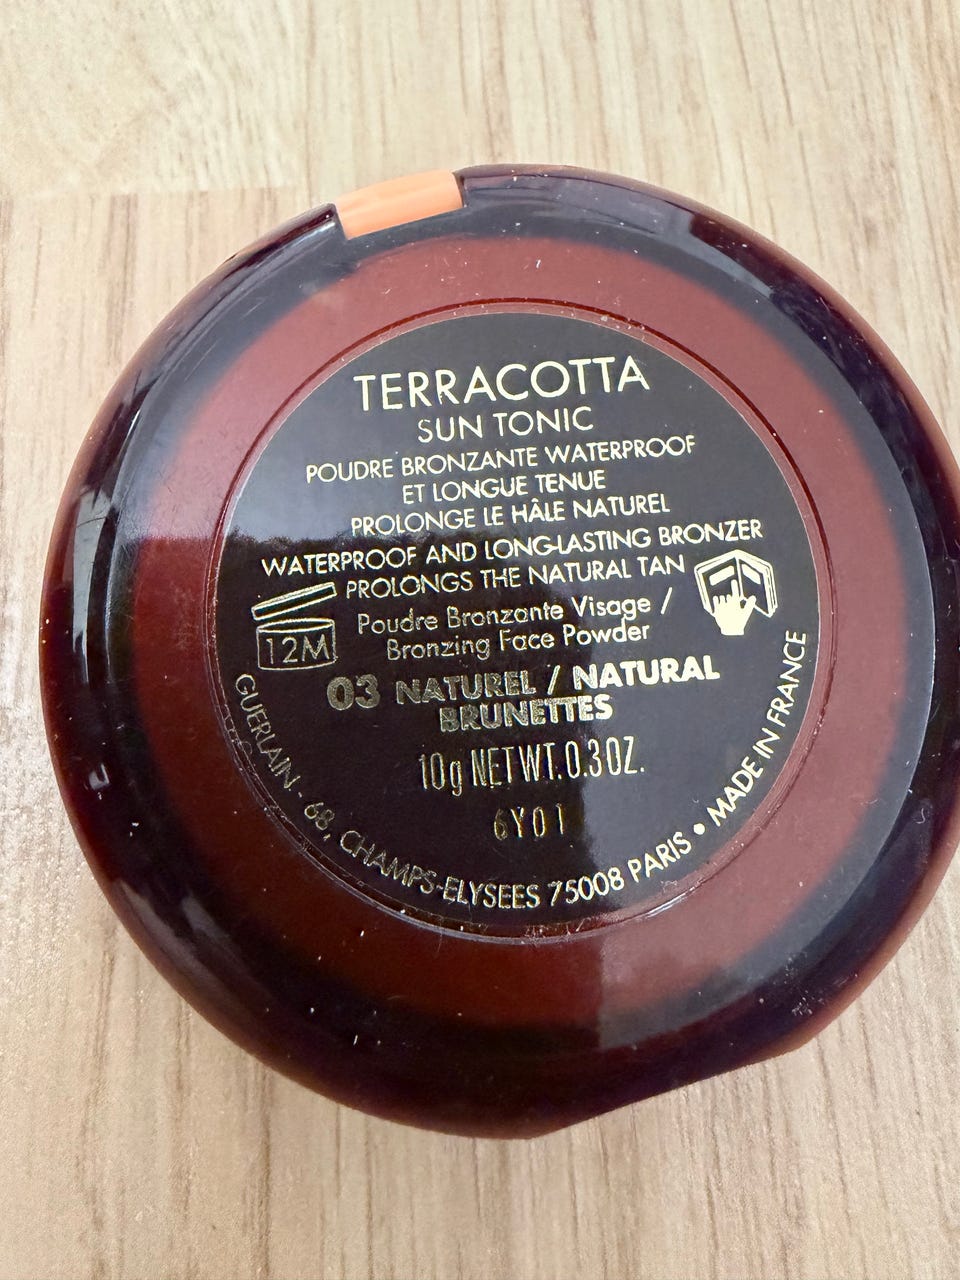 TERRACOTTA
SUN TONIC
POUDRE BRONZANTE WATERPROOF
ET LONGUE TENUE
PROLONGE LE HÂLE NATUREL
WATERPROOF AND LONG-LASTING BRONZER
PROLONGS THE NATURAL TAN
12M
Poudre Bronzante Visage /
Bronzing Face Powder
03 NATUREL / NATURAL
BRUNETTES
10g NET WT. 0.3 OZ.
6Y01
GUERLAIN - 68, CHAMPS-ELYSEES 75008 PARIS • MADE IN FRANCE